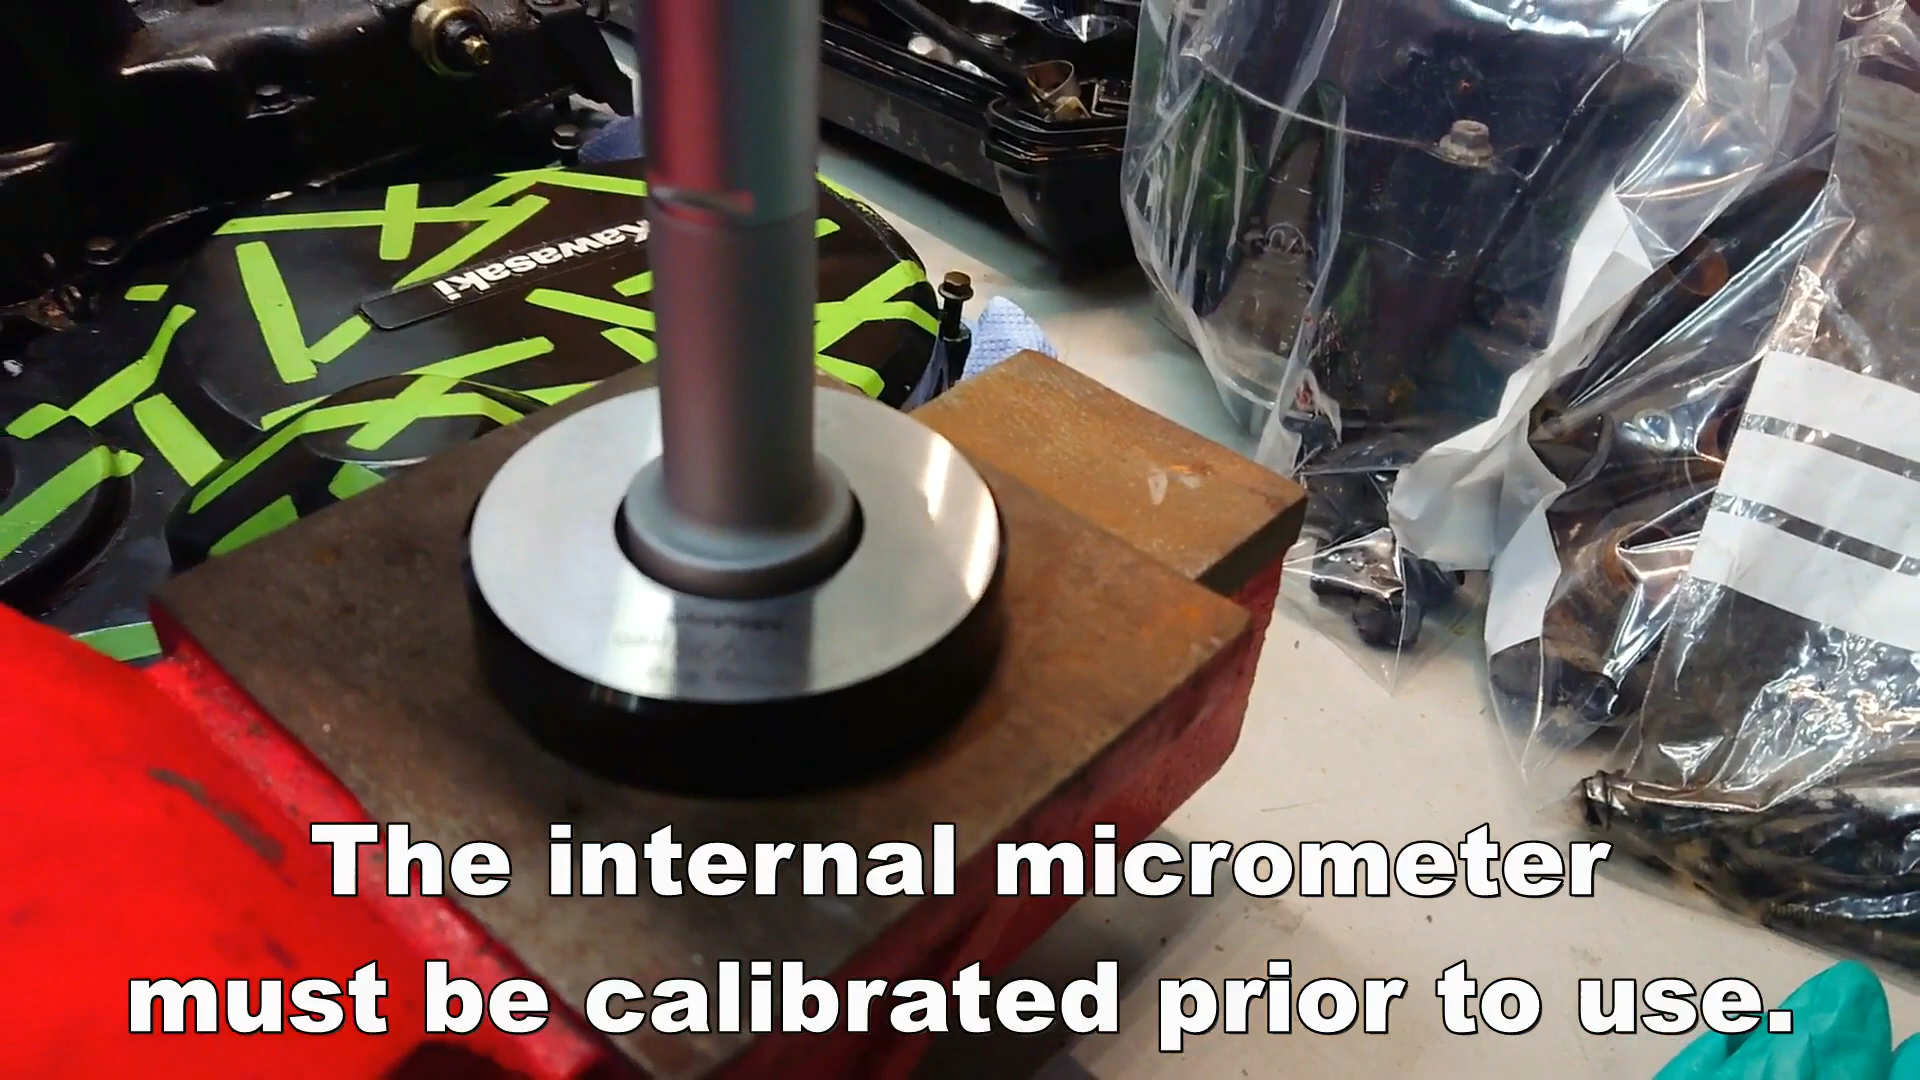 Kawasaki
The internal micrometer
must be calibrated prior to use.